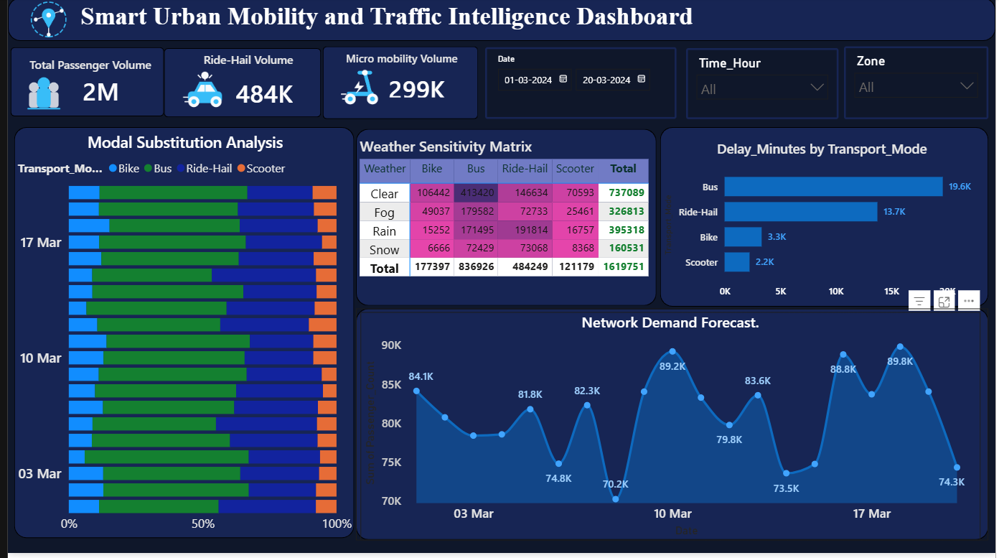 Smart Urban Mobility and Traffic Intelligence Dashboard
Total Passenger Volume
2M
Ride-Hail Volume
484K
Micro mobility Volume
299K
Date
01-03-2024 20-03-2024
Time_Hour
All
Zone
All
Modal Substitution Analysis
Transport_Mo... Bike Bus Ride-Hail Scooter
17 Mar
10 Mar
03 Mar
0% 50% 100%
Weather Sensitivity Matrix
Weather Bike Bus Ride-Hail Scooter Total
Clear 106442 413420 146634 70593 737089
Fog 49037 179582 72733 25461 326813
Rain 15252 171495 191814 16757 395318
Snow 6666 72429 73068 8368 160531
Total 177397 836926 484249 121179 1619751
Delay_Minutes by Transport_Mode
Bus 19.6K
Ride-Hail 13.7K
Bike 3.3K
Scooter 2.2K
0K 5K 10K 15K 20K
Network Demand Forecast.
90K
85K
80K
75K
70K
84.1K
81.8K
74.8K
82.3K
70.2K
89.2K
79.8K
83.6K
73.5K
88.8K
89.8K
74.3K
03 Mar 10 Mar 17 Mar
Date